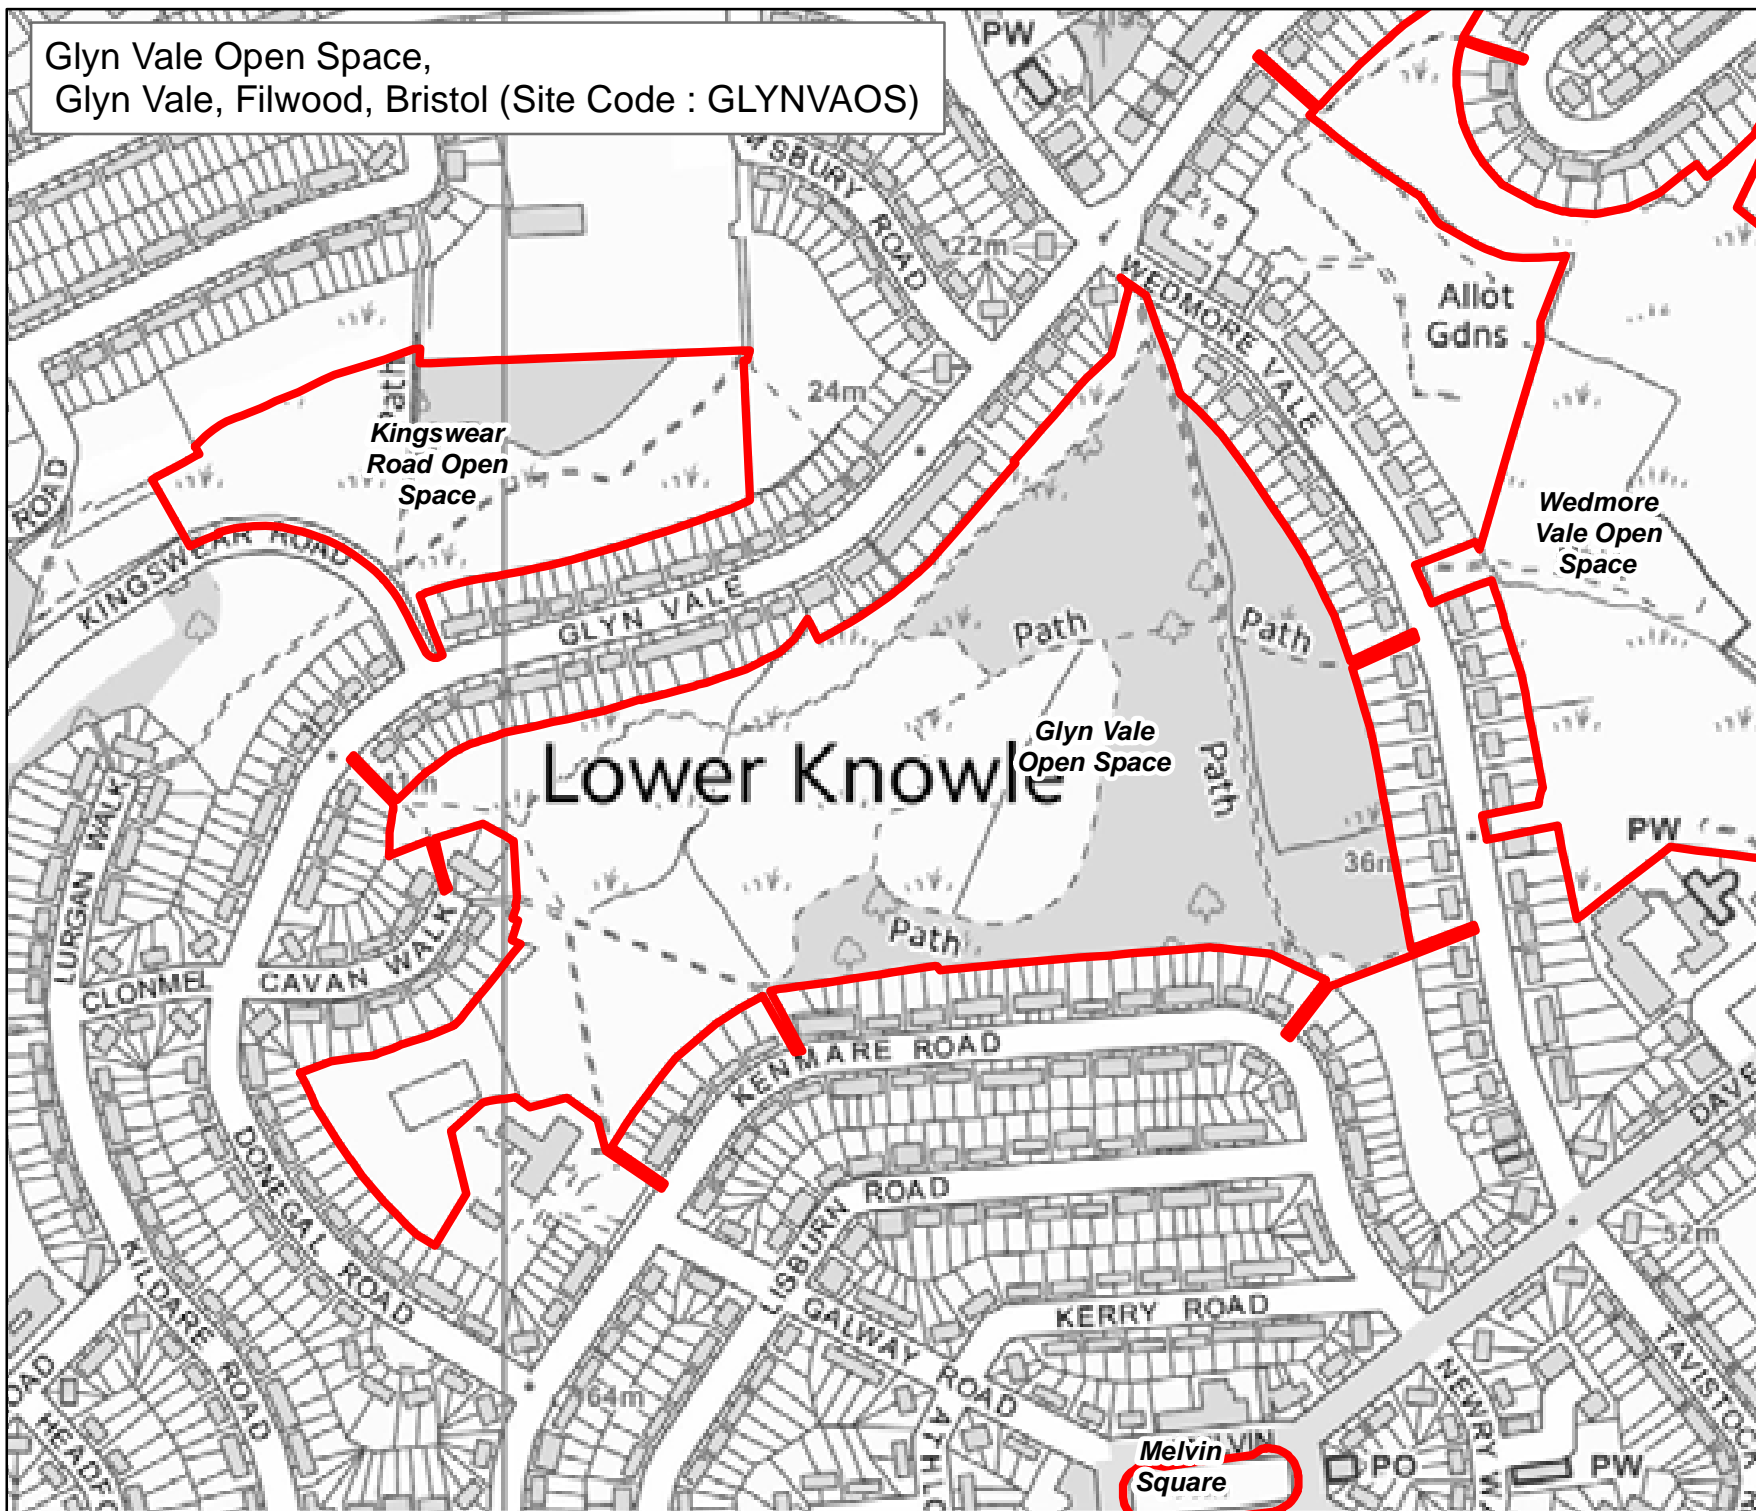 Glyn Vale Open Space,
Glyn Vale, Filwood, Bristol (Site Code : GLYNVAOS)
PW
ROAD
22m
WEDMORE VALE
Allot
Gdns
24m
Kingswear
Road Open
Space
Wedmore
Vale Open
Space
ROAD
KINGSWEAR ROAD
GLYN VALE
Path
Path
Glyn Vale
Open Space
Lower Knowle
Path
PW
36m
LURGAN WALK
CLONMEL
CAVAN WALK
Path
KENMARE ROAD
DONEGAL ROAD
KILDARE ROAD
LISBURN ROAD
GALWAY ROAD
KERRY ROAD
52m
64m
TAVISTOCK
NEWRY
Melvin
Square
PO
PW